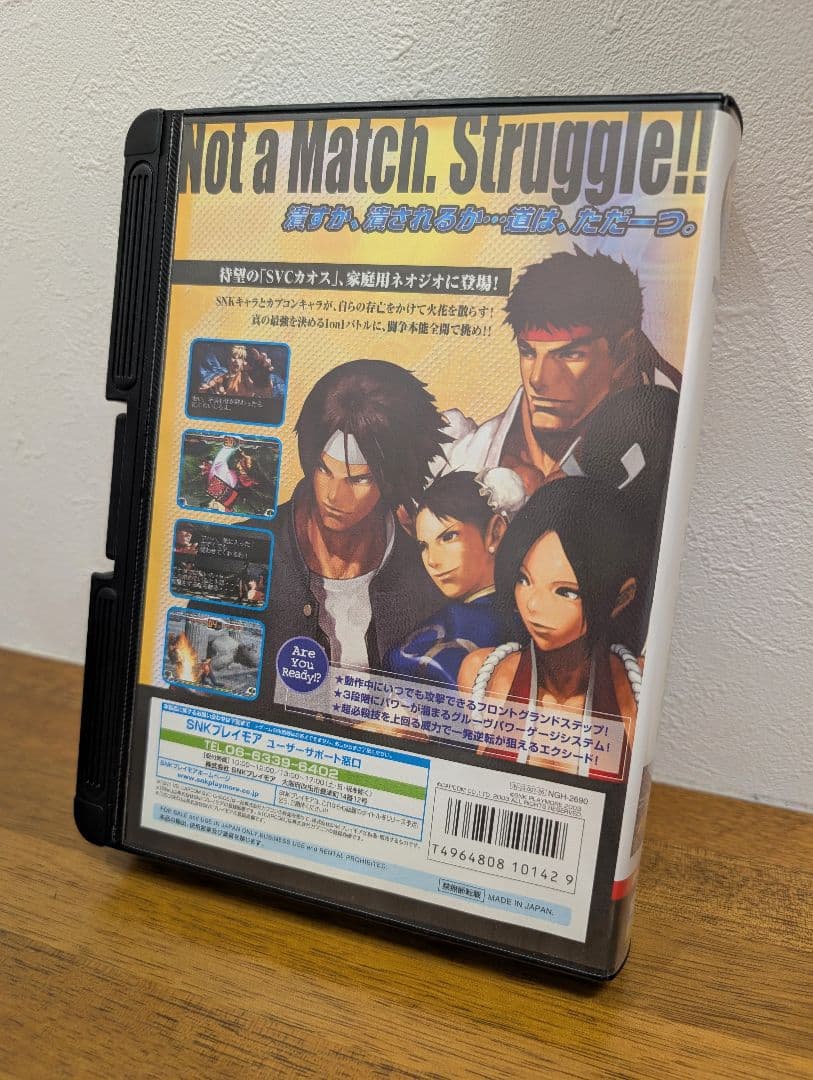 Not a Match. Struggle!!
潰すか、潰されるか…道は、ただ一つ。
待望の「SVCカオス」、家庭用ネオジオに登場!
SNKキャラとカプコンキャラが、自らの存亡をかけて火花を散らす!
真の最強を決める1on1バトルに、闘争本能全開で挑め!!
Are
You
Ready!?
★動作中にいつでも攻撃できるフロントグランドステップ!
★3段階にパワーが溜まるグルーヴパワーゲージシステム!
★超必殺技を上回る威力で一発逆転が狙えるエクシード!
SNKプレイモア ユーザーサポート窓口
TEL.06-6339-6402
株式会社 SNKプレイモア
SNKプレイモアホームページ
www.snkplaymore.co.jp
NGH-2690
T4964808 10142 9
FOR SALE and USE IN JAPAN ONLY. BUSINESS USE and RENTAL PROHIBITED.
禁無断転載 MADE IN JAPAN.